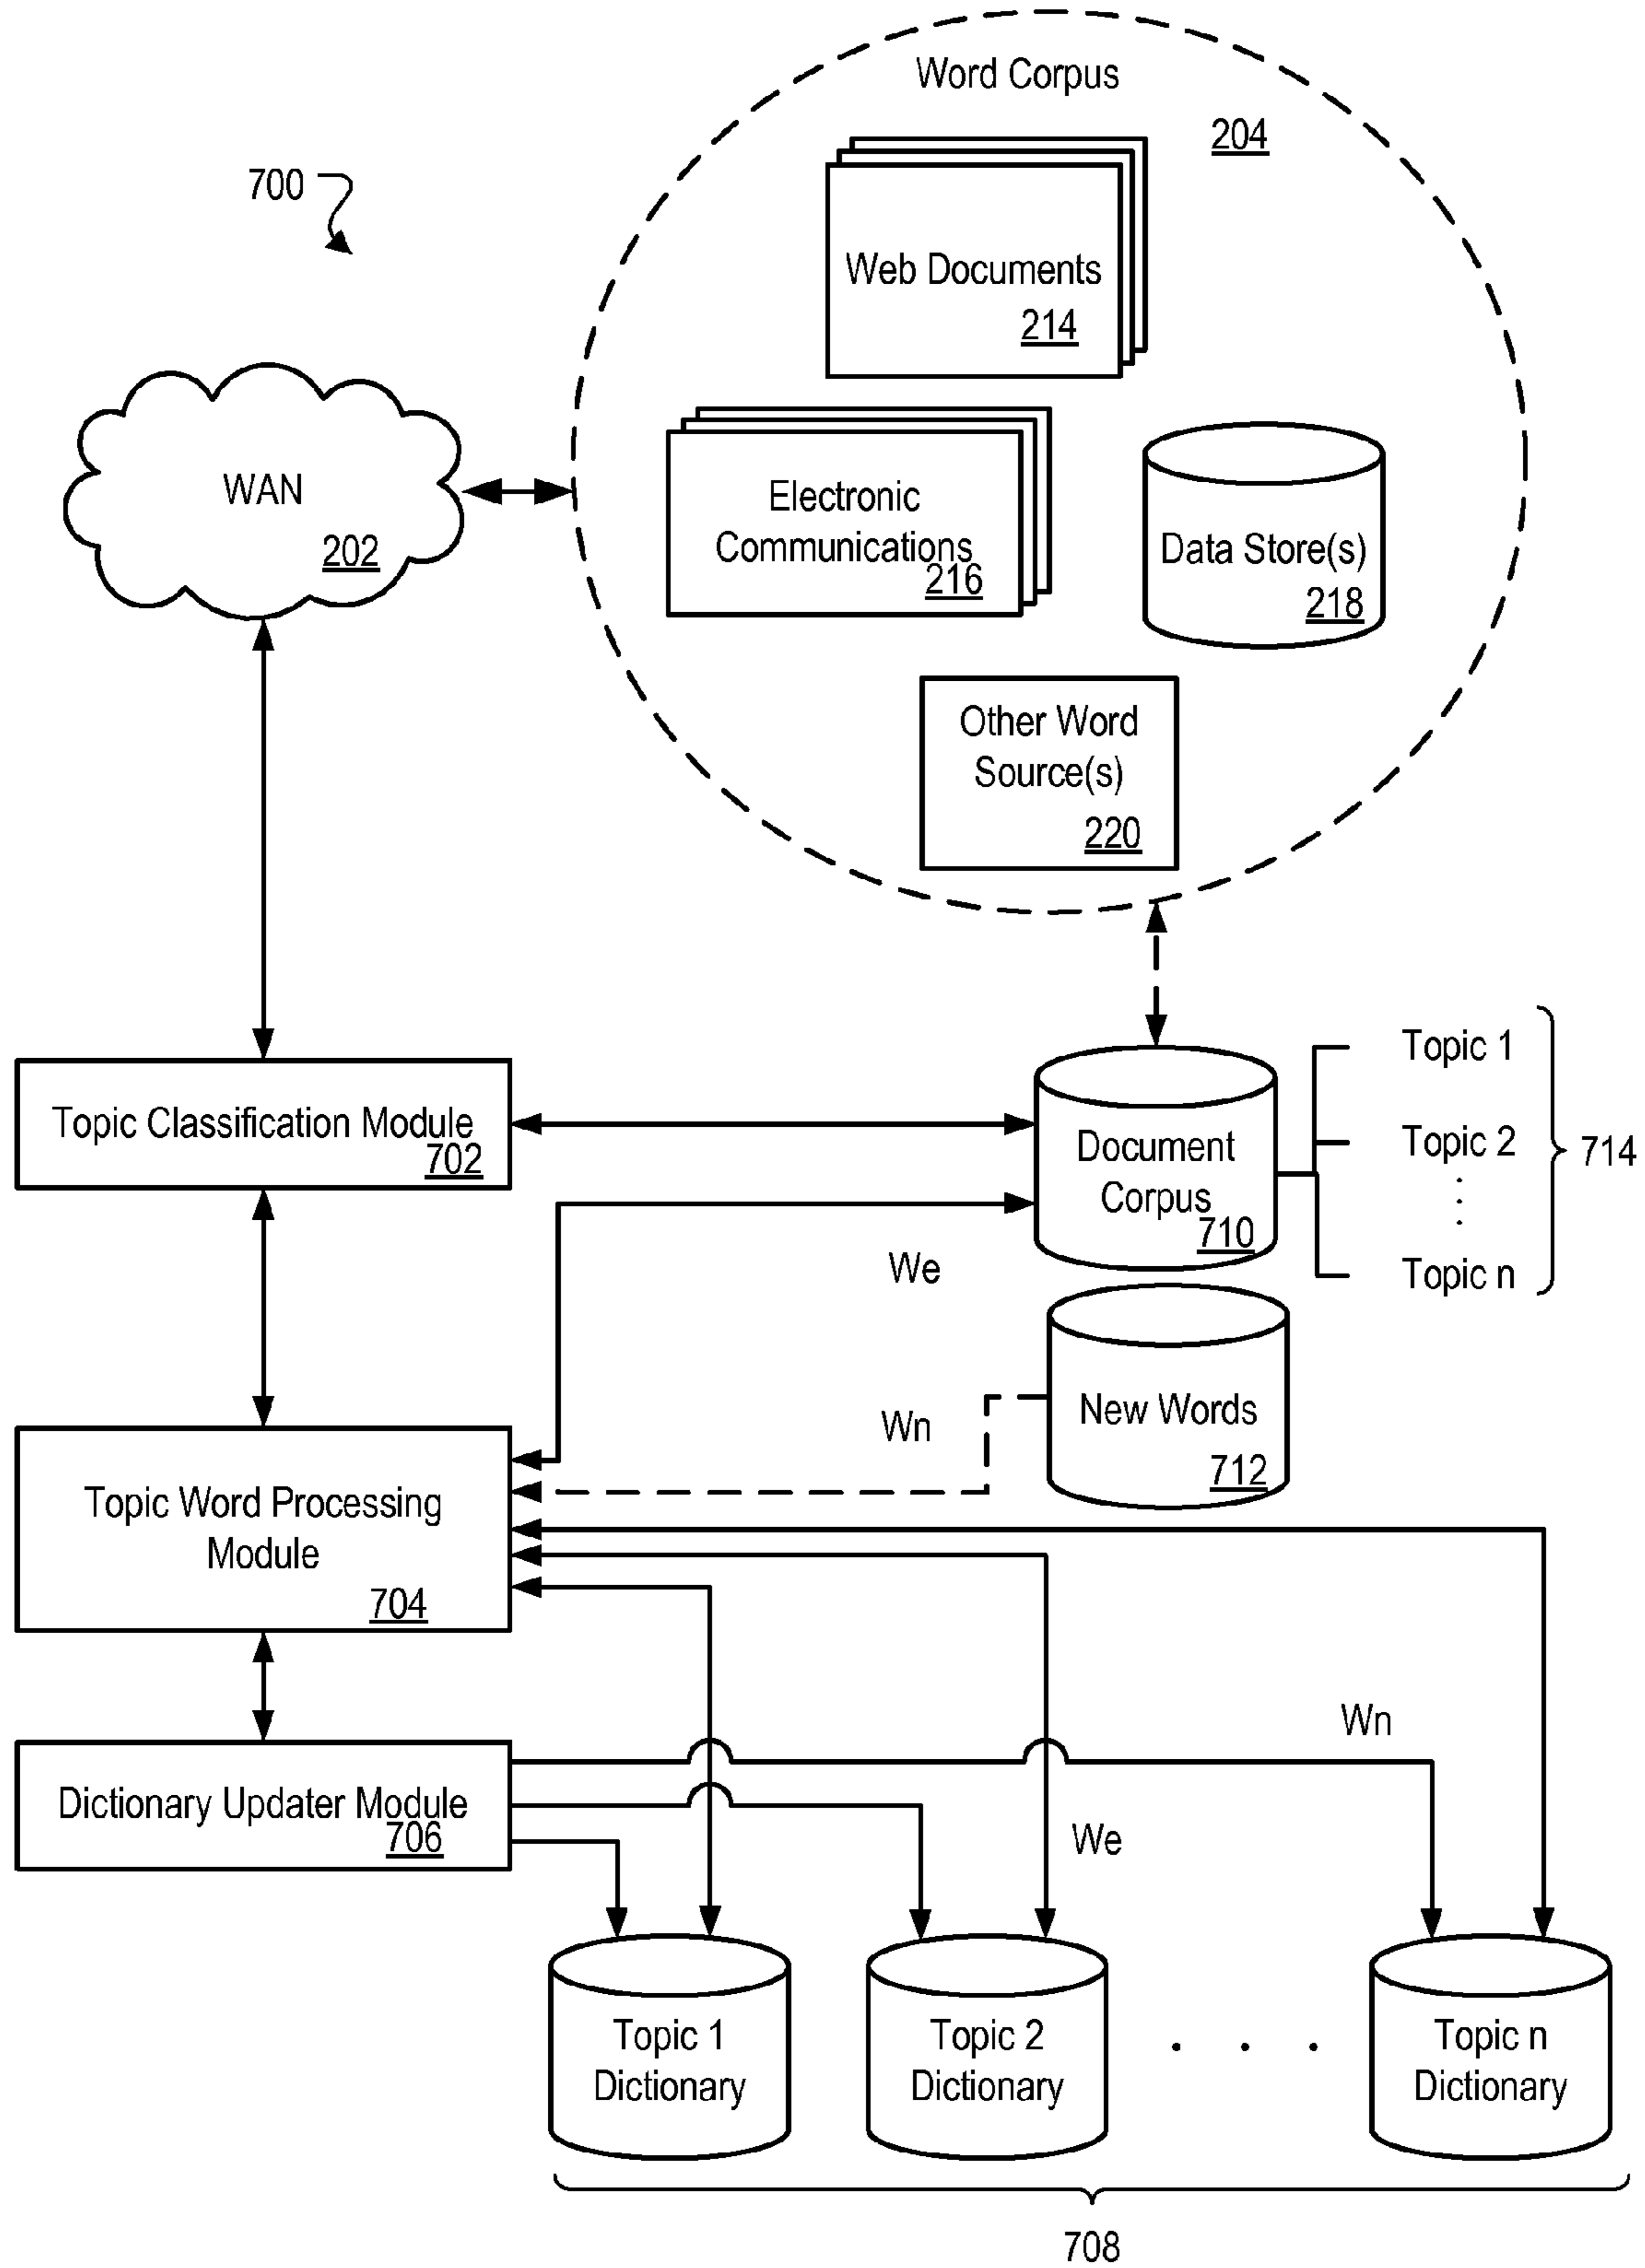 Word Corpus
204
700
Web Documents
214
WAN
202
Electronic
Communications
216
Data Store(s)
218
Other Word
Source(s)
220
Topic 1
Topic Classification Module
702
Document
Corpus
710
Topic 2
714
Topic n
We
New Words
712
Wn
Topic Word Processing
Module
704
Wn
Dictionary Updater Module
706
We
Topic 1
Dictionary
Topic 2
Dictionary
. . .
Topic n
Dictionary
708